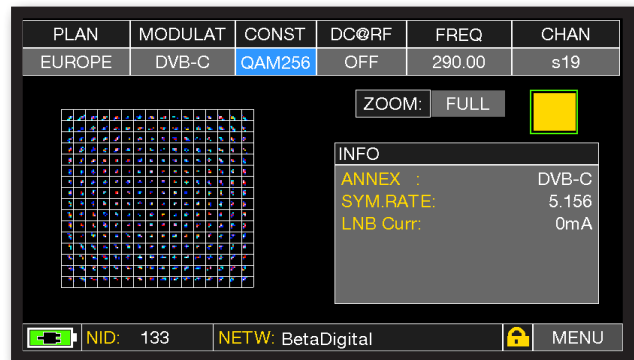 PLAN MODULAT CONST DC@RF FREQ CHAN
EUROPE DVB-C QAM256 OFF 290.00 s19
ZOOM: FULL
INFO
ANNEX : DVB-C
SYM.RATE: 5.156
LNB Curr: 0mA
NID: 133 NETW: BetaDigital MENU